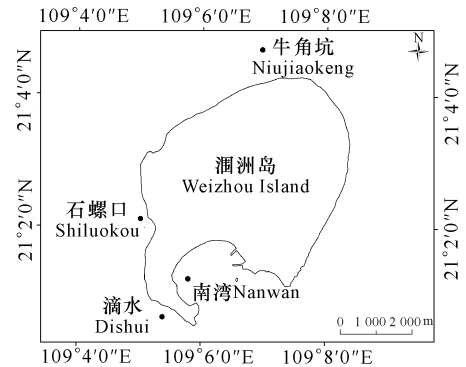 109°4′0″E 109°6′0″E 109°8′0″E
N
牛角坑
Niujiaokeng
21°4′0″N
21°4′0″N
涠洲岛
Weizhou Island
石螺口
Shiluokou
21°2′0″N
21°2′0″N
南湾Nanwan
滴水
Dishui
0 1 000 2 000 m
109°4′0″E 109°6′0″E 109°8′0″E